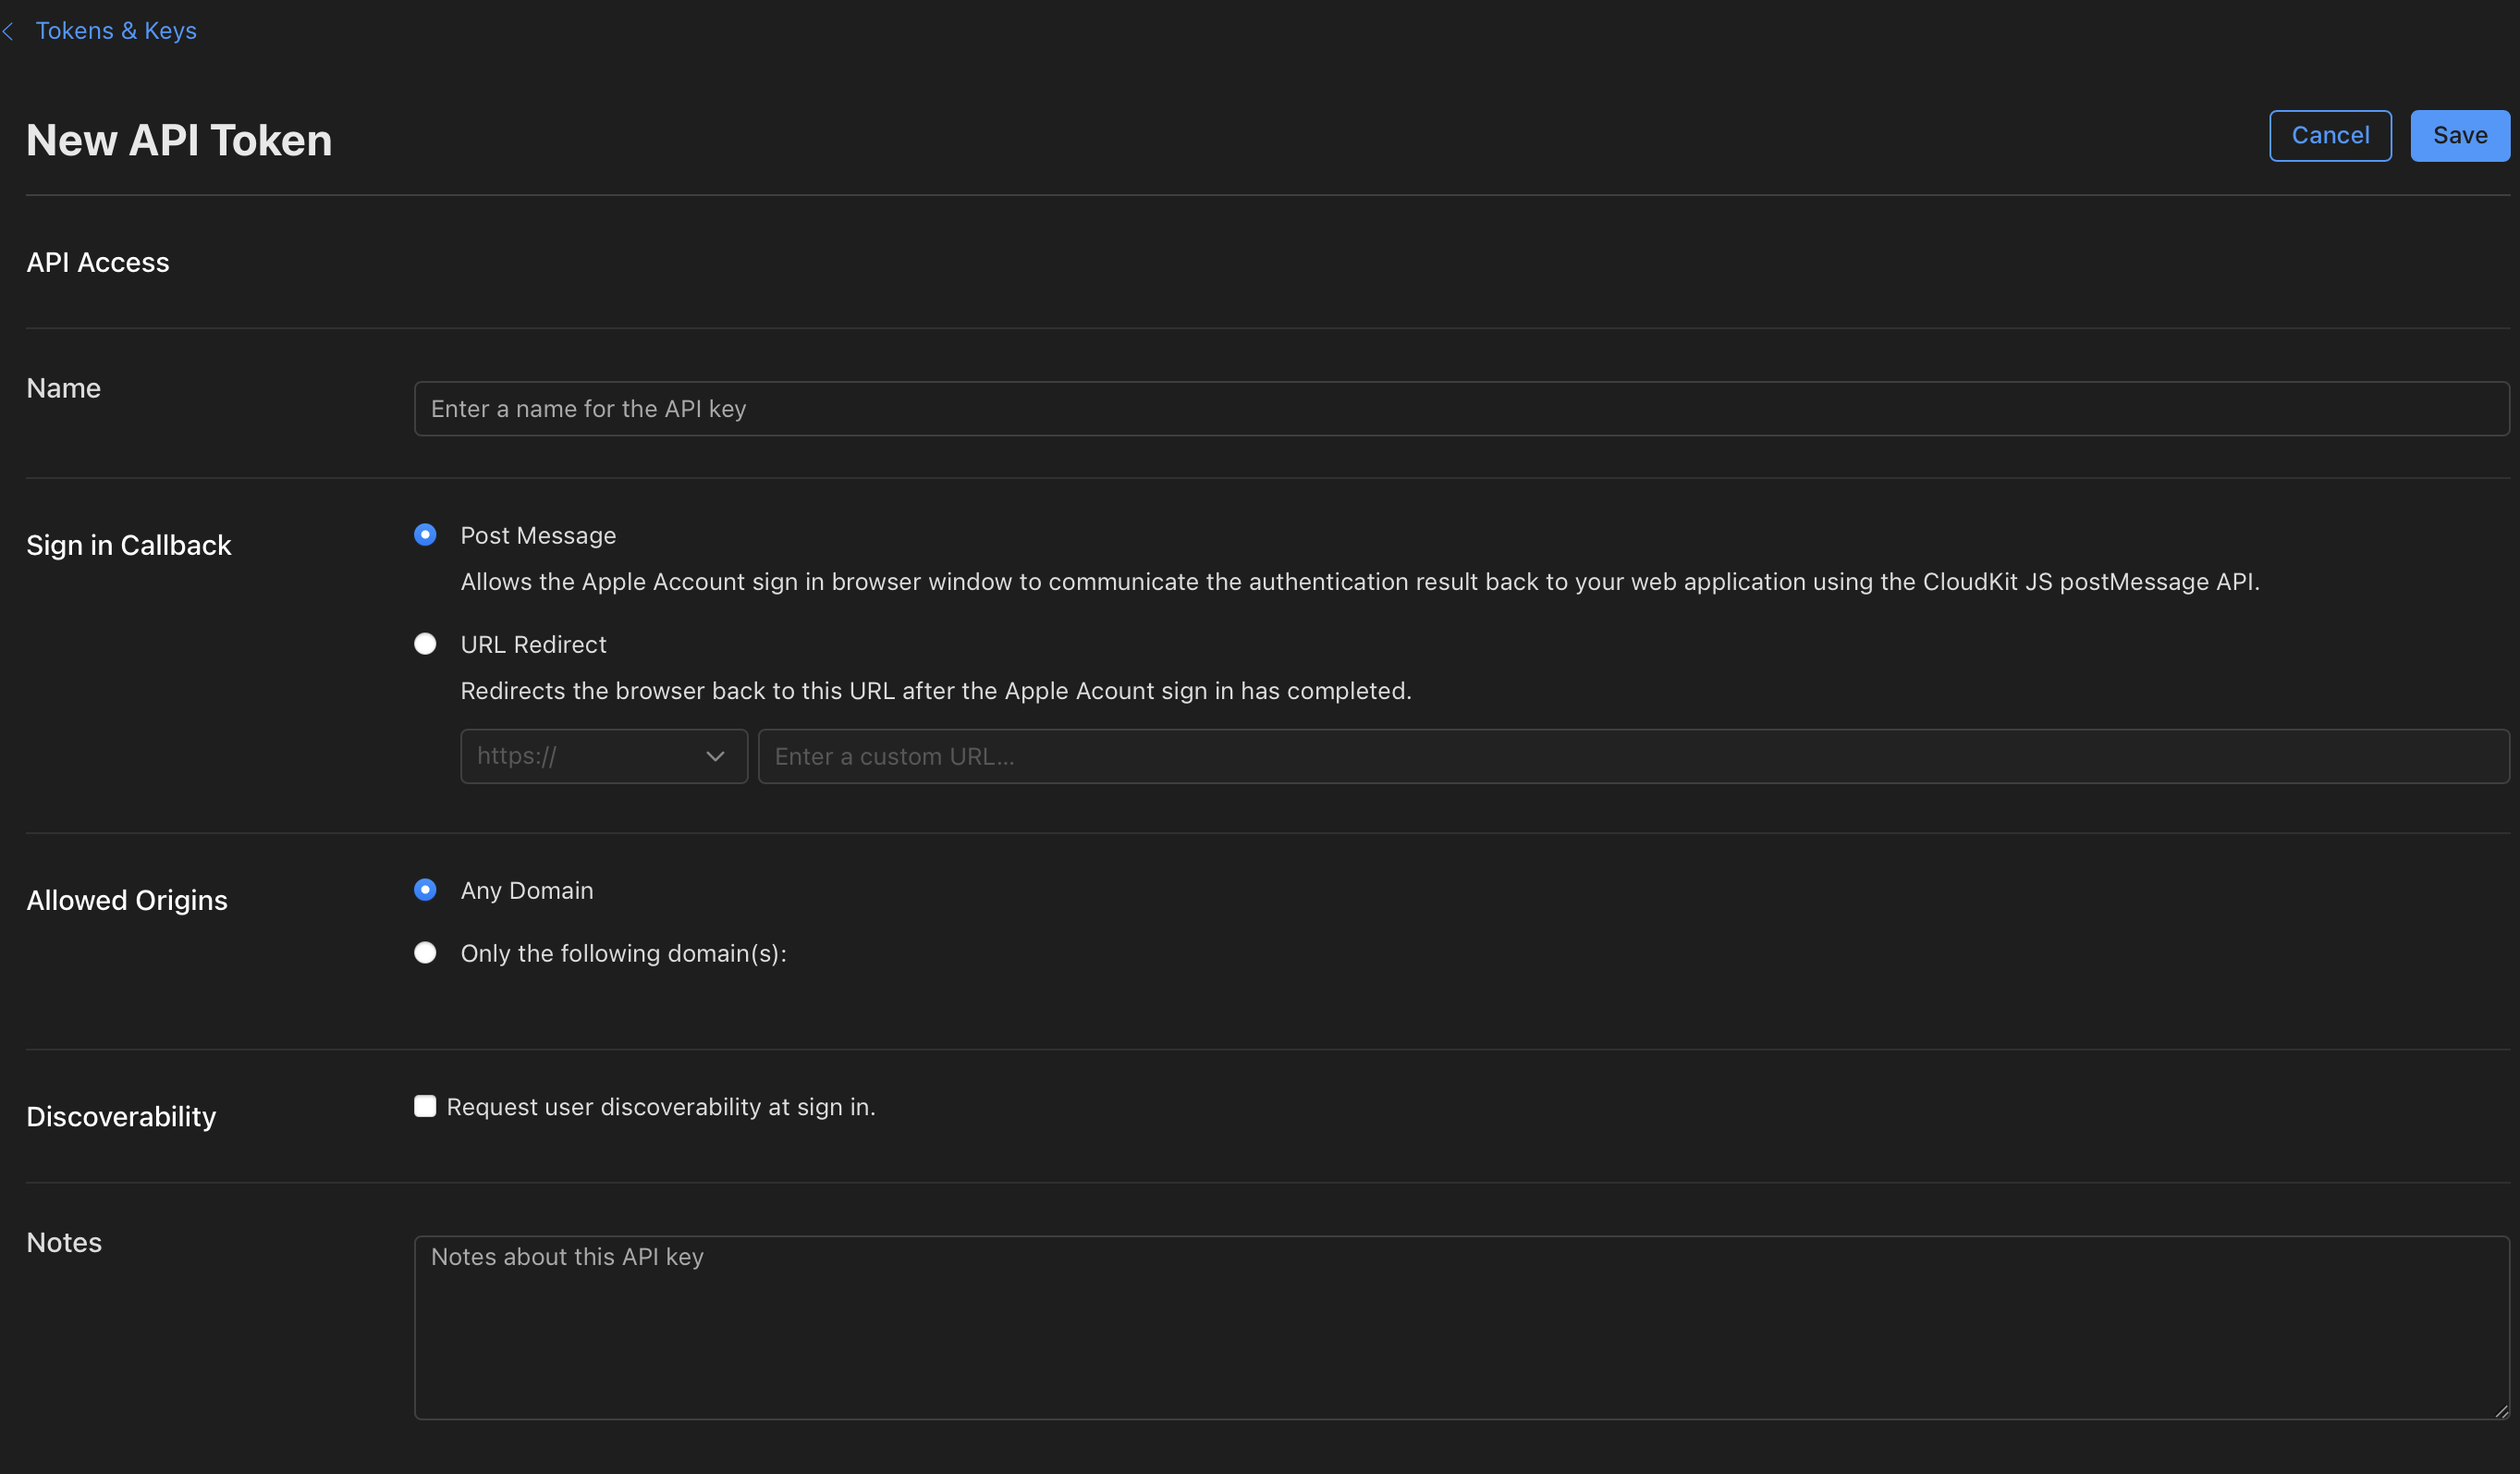 Tokens & Keys
New API Token
Cancel
Save
API Access
Name
Enter a name for the API key
Sign in Callback
Post Message
Allows the Apple Account sign in browser window to communicate the authentication result back to your web application using the CloudKit JS postMessage API.
URL Redirect
Redirects the browser back to this URL after the Apple Acount sign in has completed.
https://
Enter a custom URL...
Allowed Origins
Any Domain
Only the following domain(s):
Discoverability
Request user discoverability at sign in.
Notes
Notes about this API key